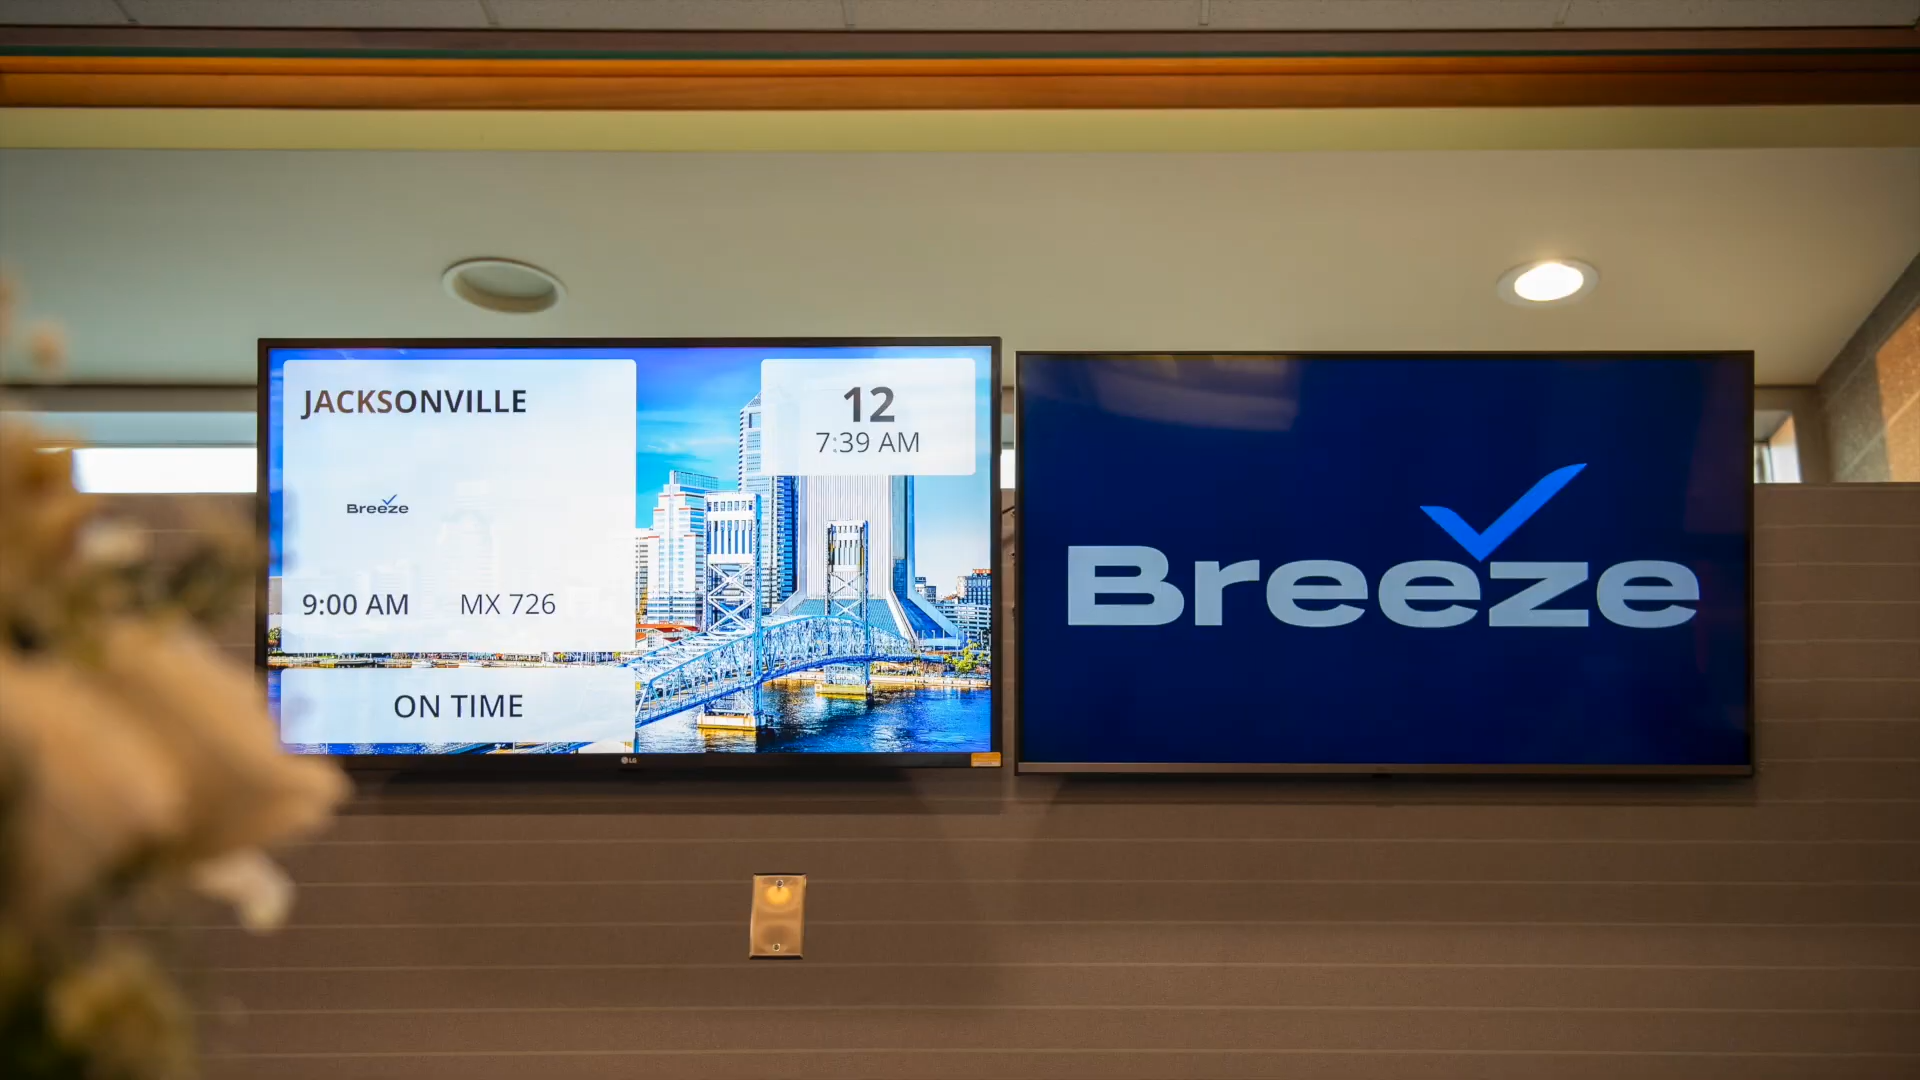 JACKSONVILLE
Breeze
9:00 AM MX 726
ON TIME
12
7:39 AM
LG
Breeze